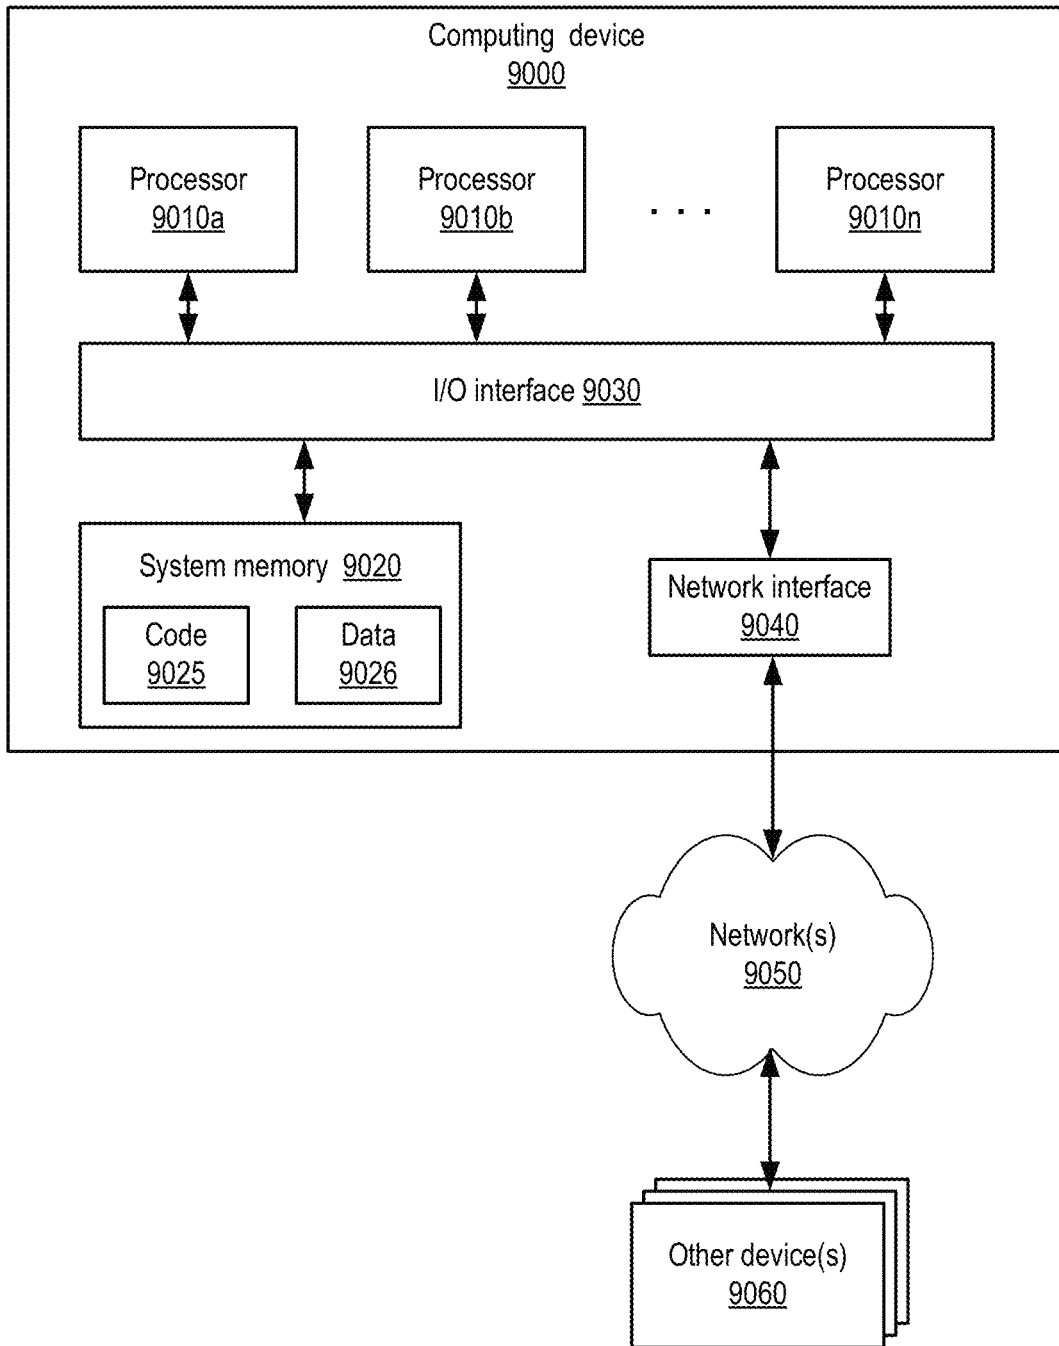 Computing device
9000
Processor
9010a
Processor
9010b
. . .
Processor
9010n
I/O interface 9030
System memory 9020
Code
9025
Data
9026
Network interface
9040
Network(s)
9050
Other device(s)
9060